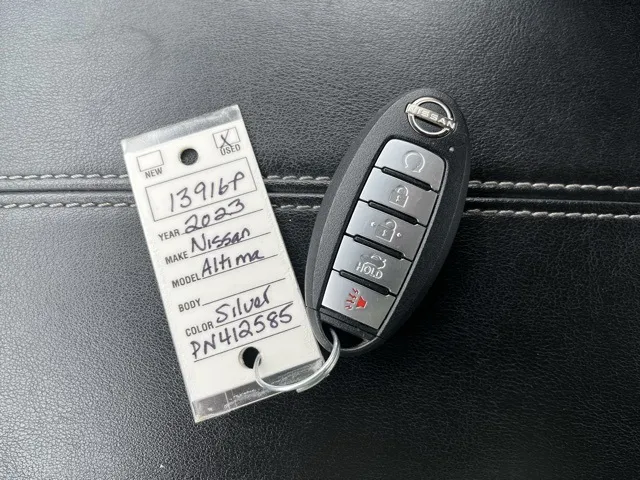 X
NEW USED
13916P
YEAR 2023
MAKE Nissan
MODEL Altima
BODY
COLOR Silver
PN412585
NISSAN
HOLD